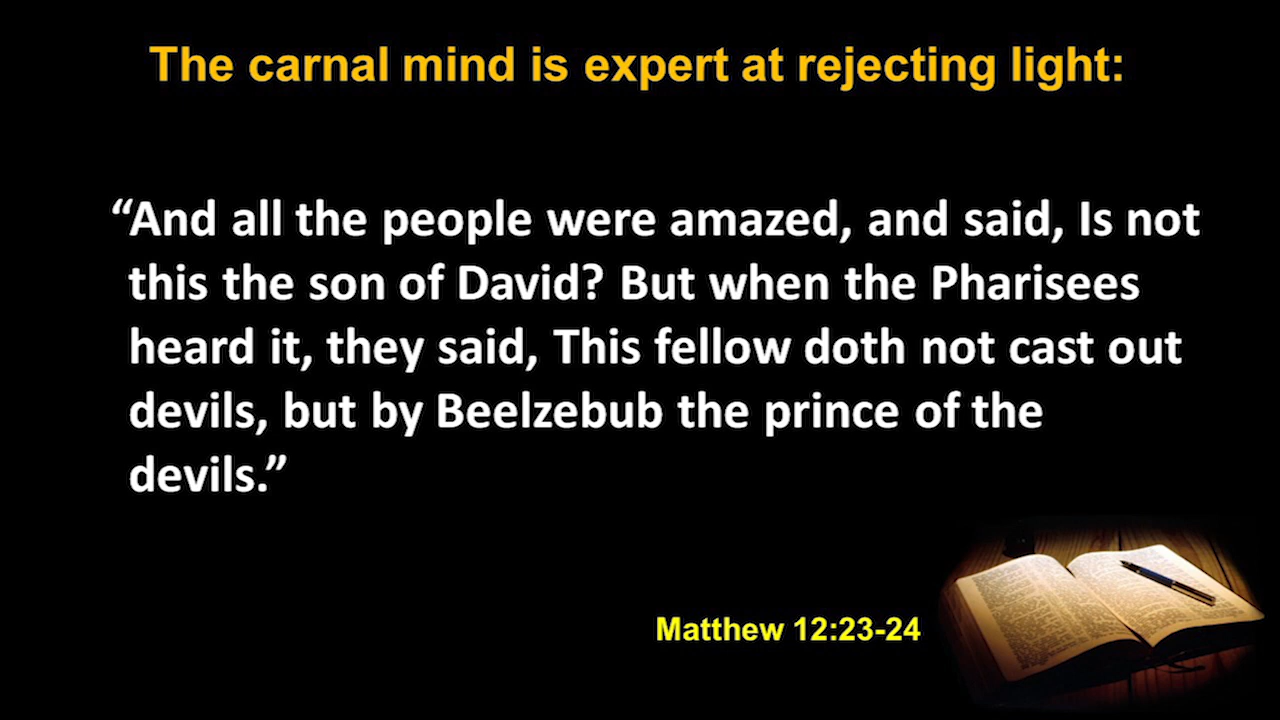 The carnal mind is expert at rejecting light:
“And all the people were amazed, and said, Is not
this the son of David? But when the Pharisees
heard it, they said, This fellow doth not cast out
devils, but by Beelzebub the prince of the
devils.”
Matthew 12:23-24